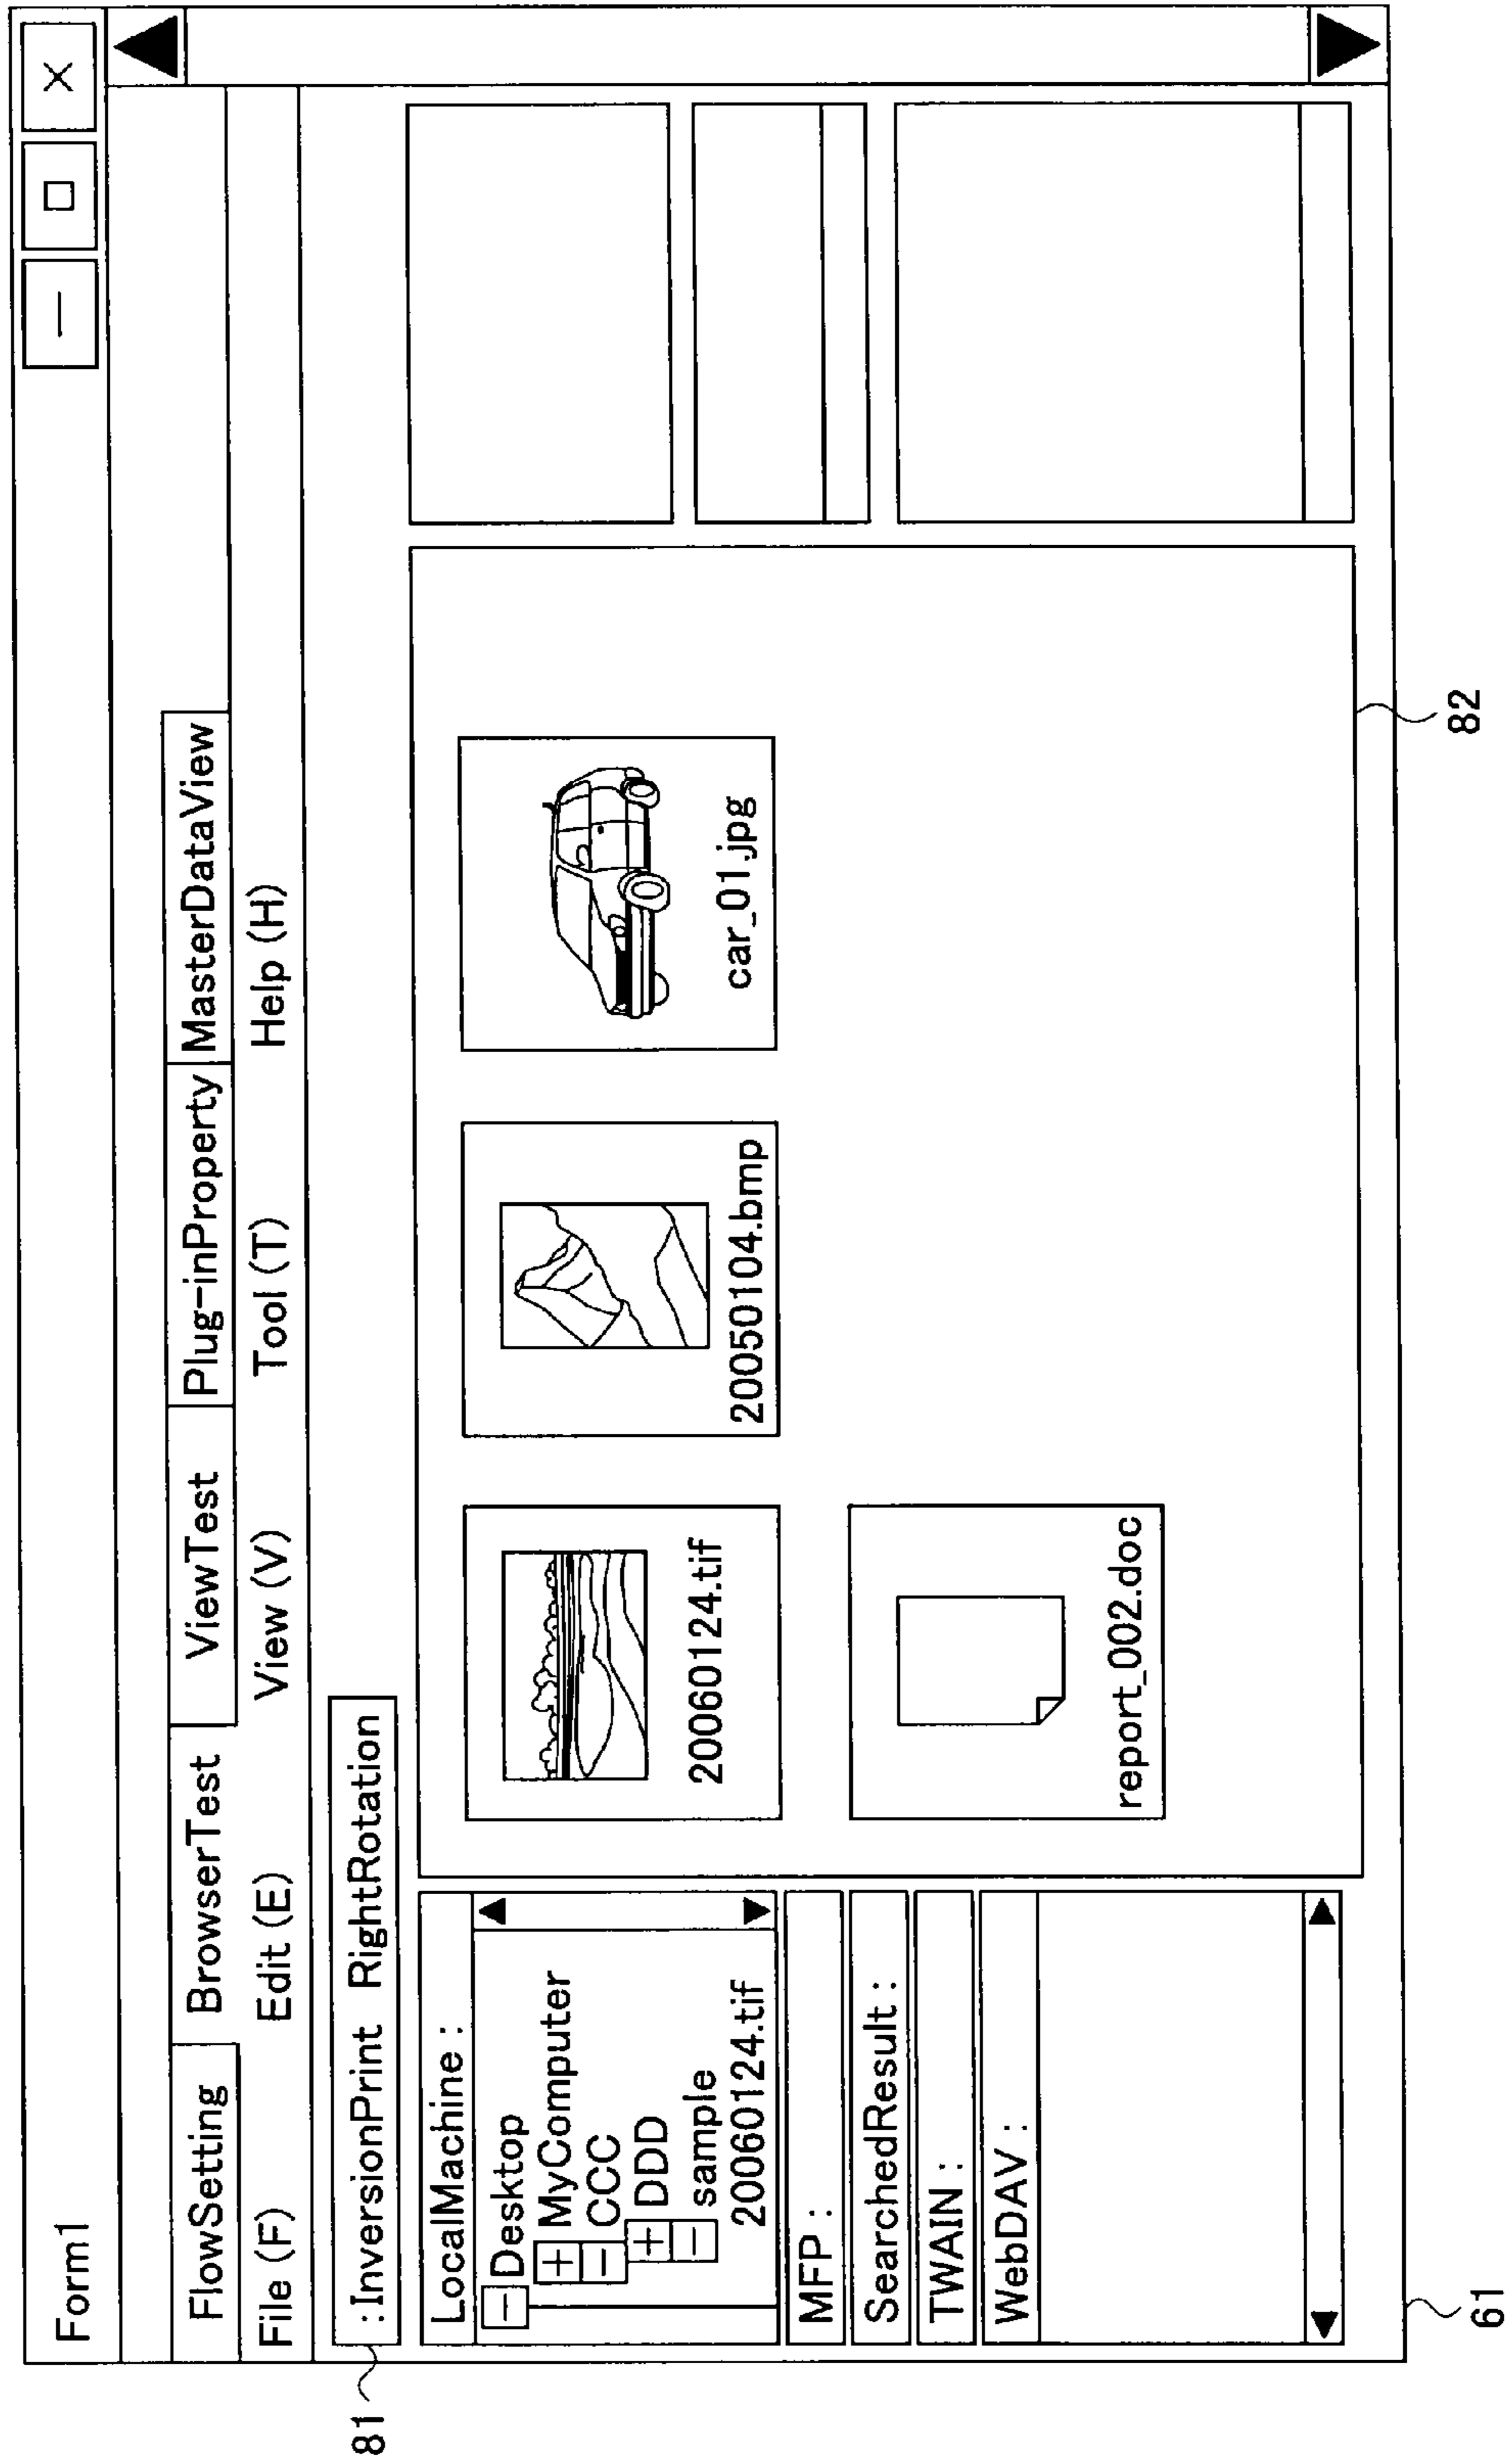 Form1
FlowSetting BrowserTest ViewTest Plug-inProperty MasterDataView
File (F) Edit (E) View (V) Tool (T) Help (H)
81
:InversionPrint RightRotation
LocalMachine :
Desktop
MyComputer
CCC
DDD
sample
20060124.tif
MFP :
SearchedResult :
TWAIN :
WebDAV :
20060124.tif 20050104.bmp car_01.jpg
report_002.doc
61
82